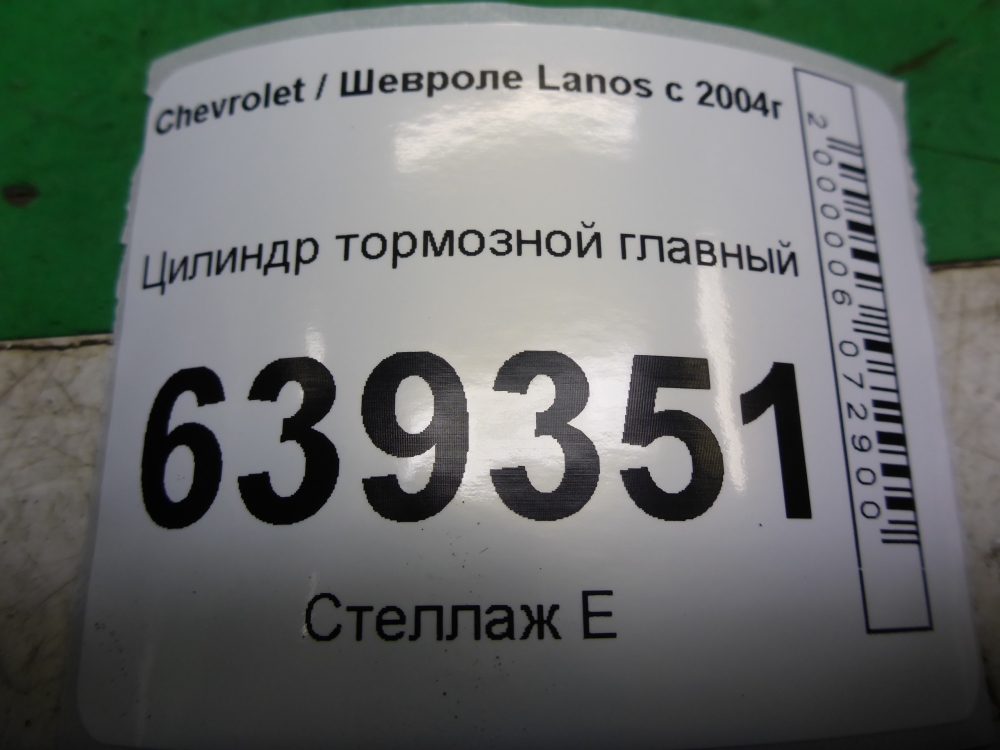 Chevrolet / Шевроле Lanos с 2004г
Цилиндр тормозной главный
639351
Стеллаж Е
2000006072900